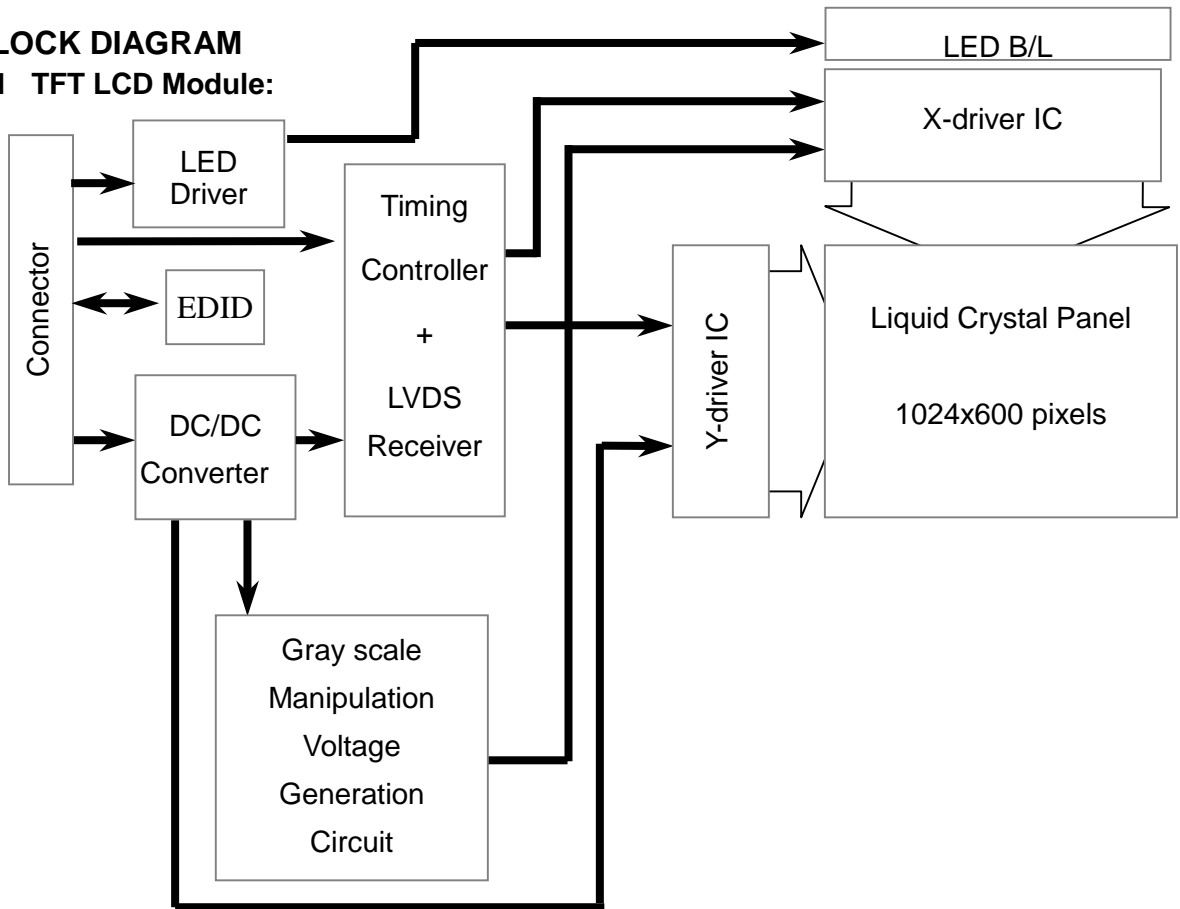 LOCK DIAGRAM
TFT LCD Module:
LED B/L
X-driver IC
LED
Driver
Timing
Controller
+
LVDS
Receiver
Connector
EDID
DC/DC
Converter
Y-driver IC
Liquid Crystal Panel
1024x600 pixels
Gray scale
Manipulation
Voltage
Generation
Circuit